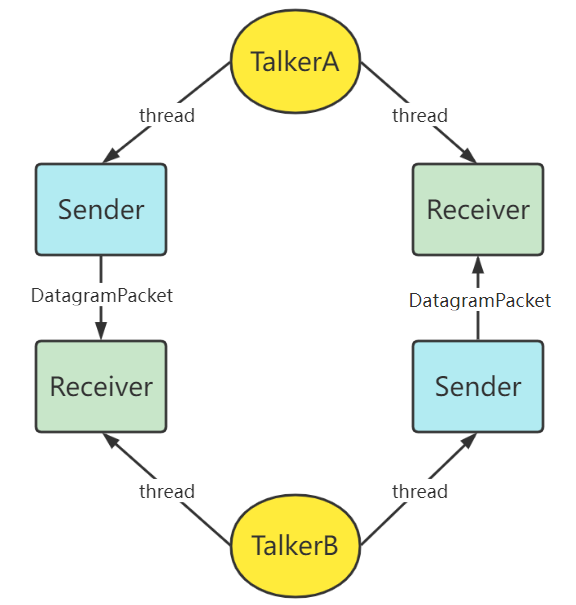 TalkerA
thread
thread
Sender
Receiver
DatagramPacket
DatagramPacket
Receiver
Sender
thread
thread
TalkerB